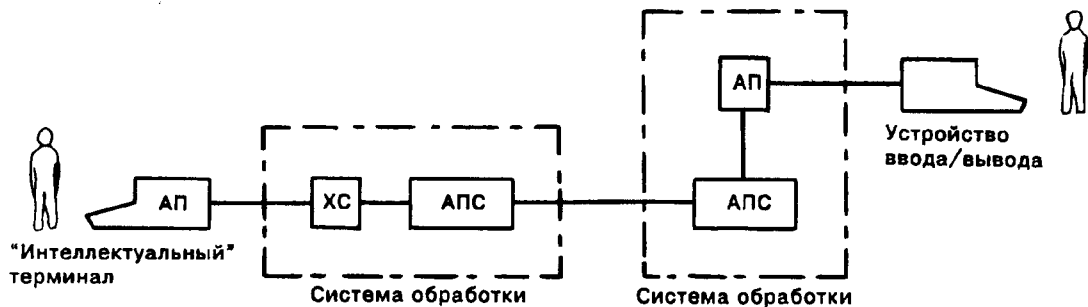 АП
Устройство
ввода/вывода
АП
ХС
АПС
АПС
"Интеллектуальный"
терминал
Система обработки
Система обработки